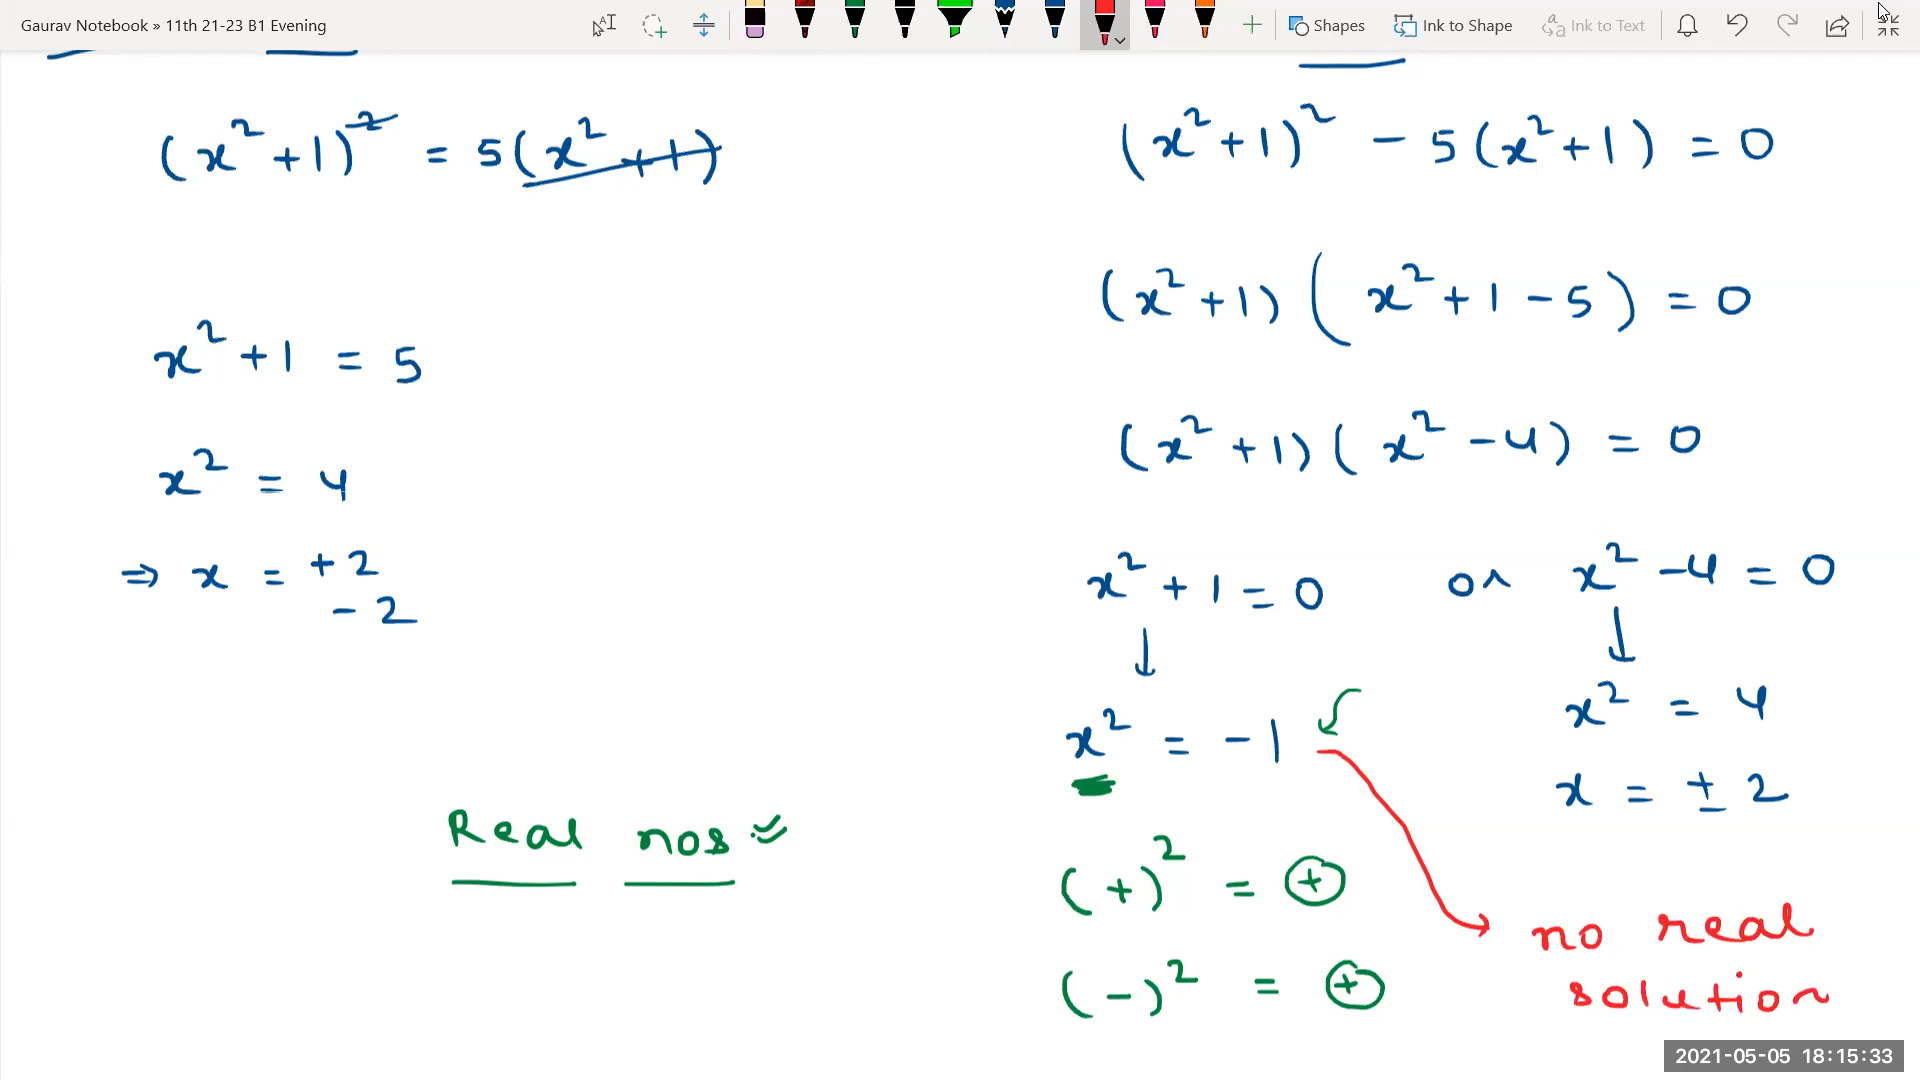 Gaurav Notebook » 11th 21-23 B1 Evening
Shapes Ink to Shape Ink to Text
(x²+1)² = 5(x²+1)
x²+1 = 5
x² = 4
⇒ x = +2
-2
Real nos
(x²+1)² - 5(x²+1) = 0
(x²+1)(x²+1-5) = 0
(x²+1)(x²-4) = 0
x²+1 = 0 or x²-4 = 0
↓ ↓
x² = -1 x² = 4
x = ± 2
(+)² = +
(-)² = +
no real
solution
2021-05-05 18:15:33